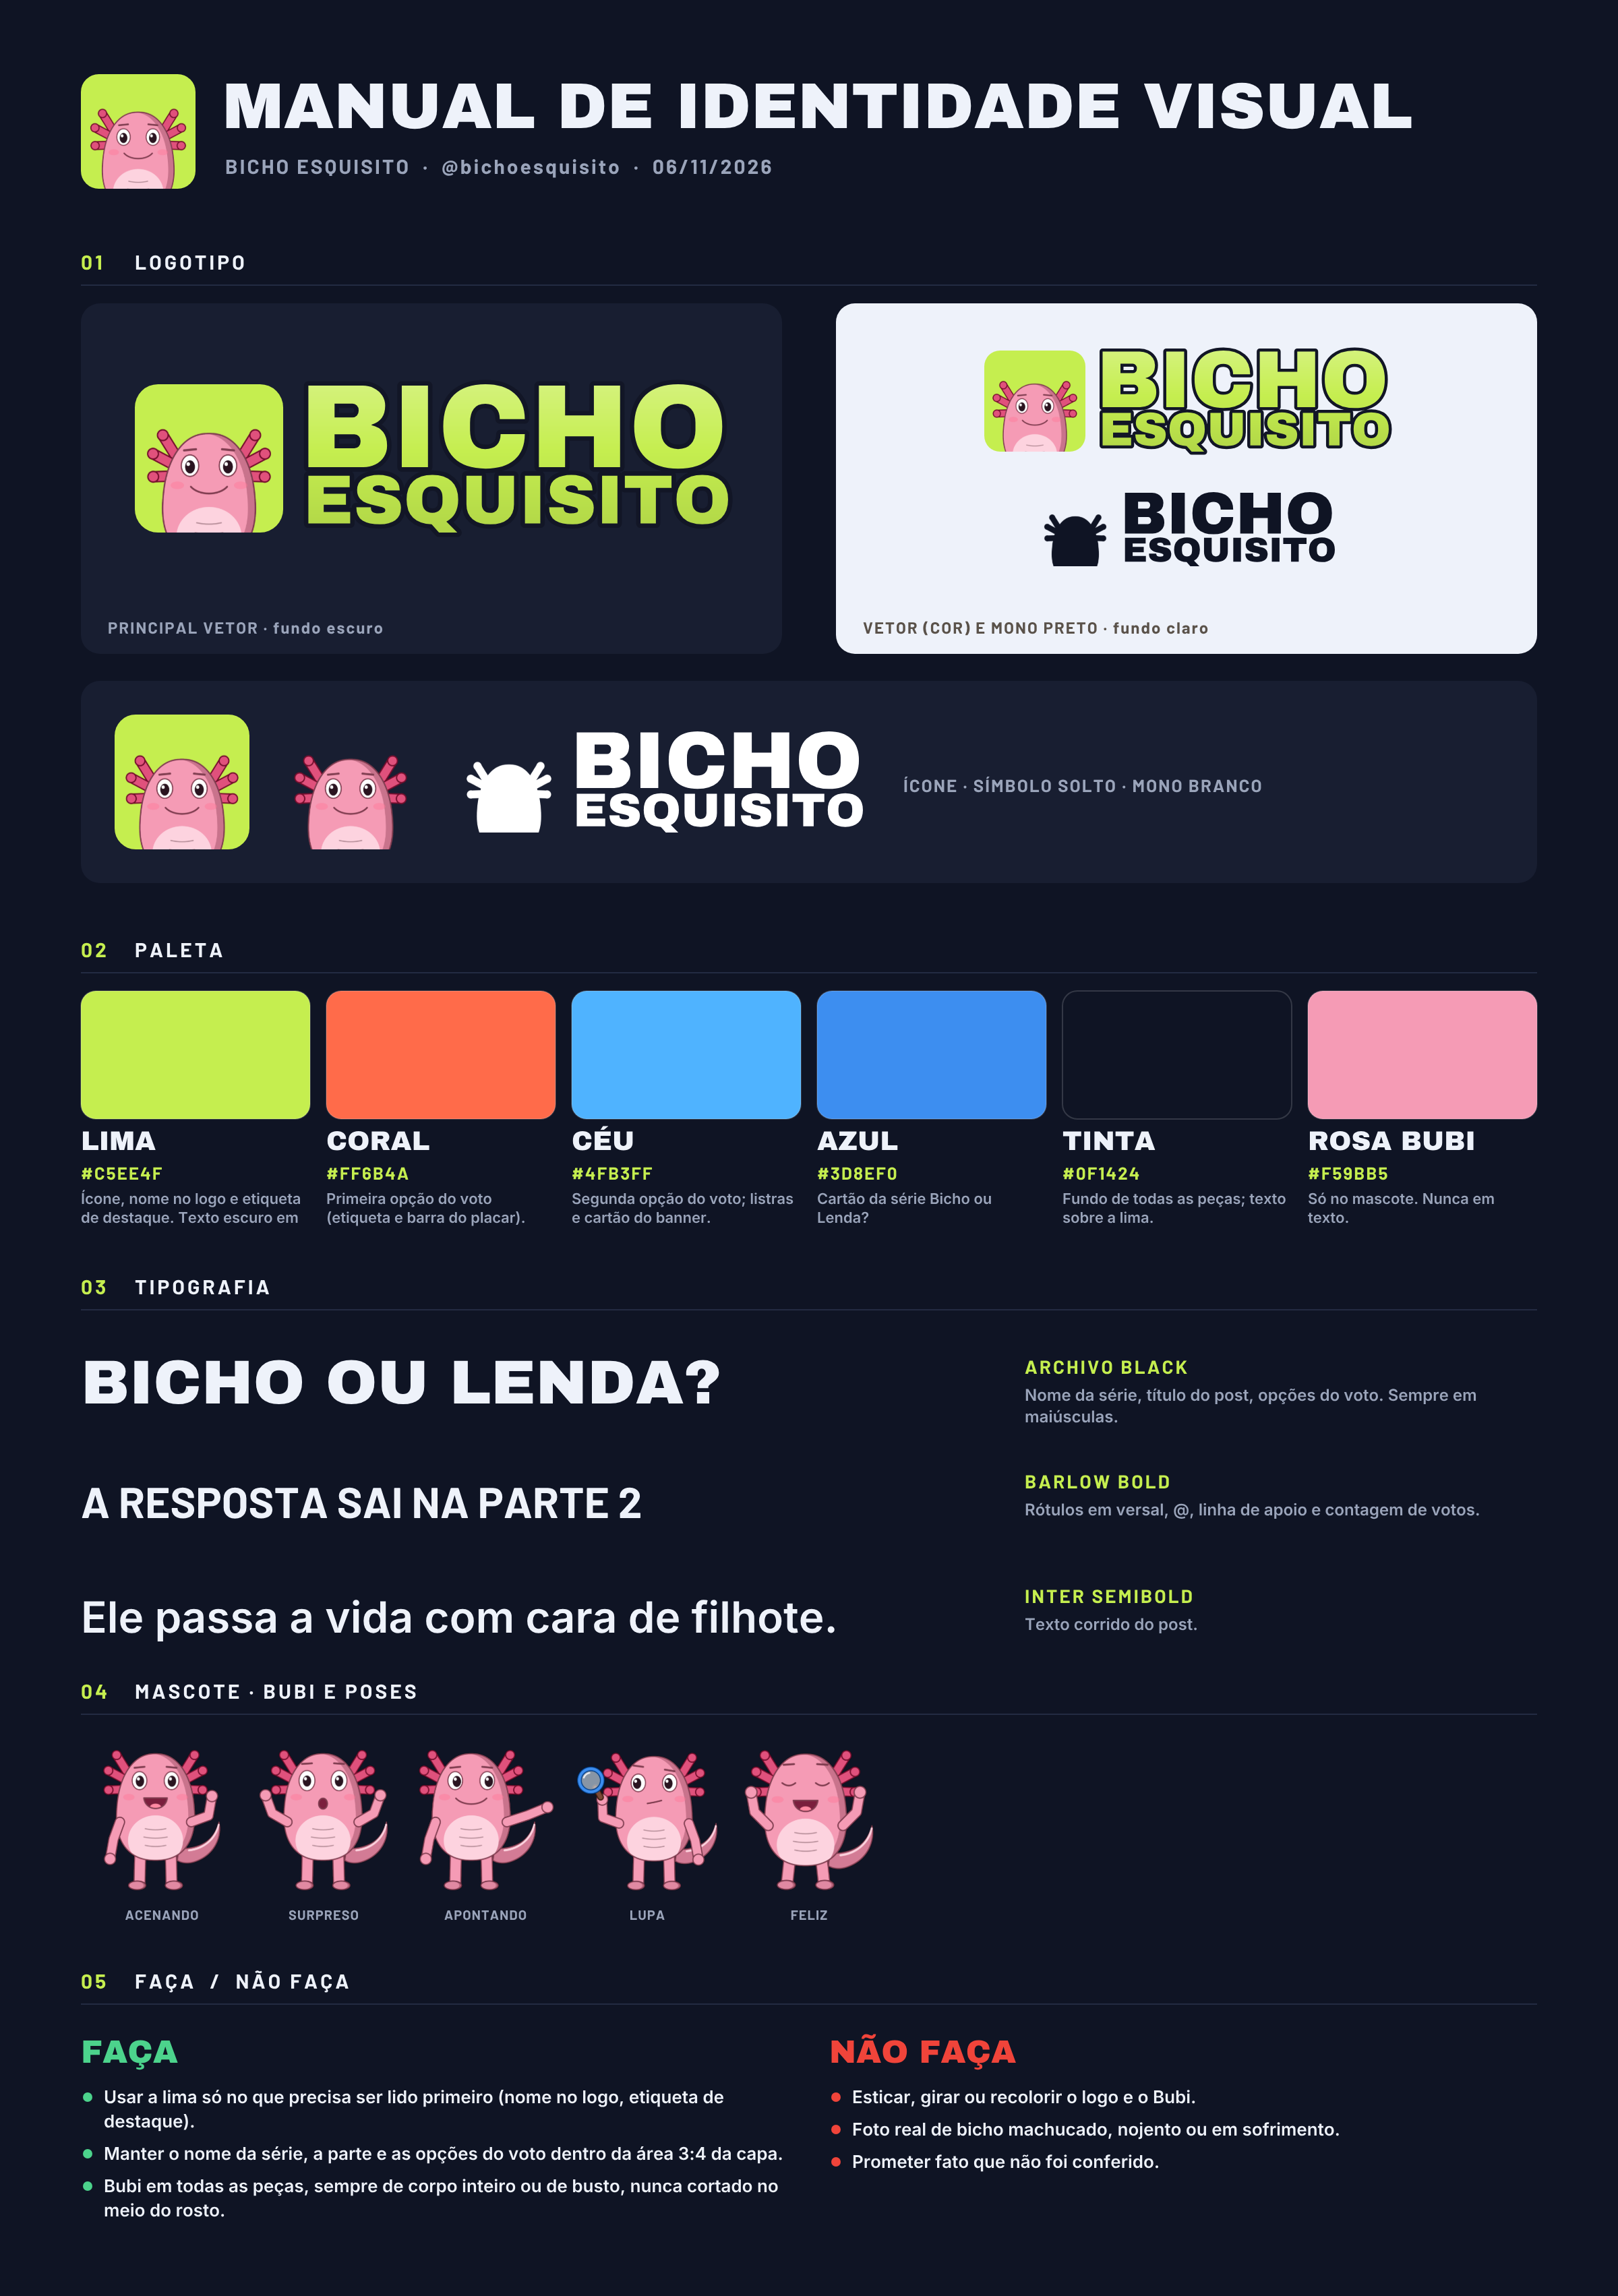 MANUAL DE IDENTIDADE VISUAL
BICHO ESQUISITO · @bichoesquisito · 06/11/2026
01 LOGOTIPO
BICHO
ESQUISITO
PRINCIPAL VETOR · fundo escuro
BICHO
ESQUISITO
BICHO
ESQUISITO
VETOR (COR) E MONO PRETO · fundo claro
BICHO
ESQUISITO
ÍCONE · SÍMBOLO SOLTO · MONO BRANCO
02 PALETA
LIMA
#C5EE4F
Ícone, nome no logo e etiqueta
de destaque. Texto escuro em
CORAL
#FF6B4A
Primeira opção do voto
(etiqueta e barra do placar).
CÉU
#4FB3FF
Segunda opção do voto; listras
e cartão do banner.
AZUL
#3D8EF0
Cartão da série Bicho ou
Lenda?
TINTA
#0F1424
Fundo de todas as peças; texto
sobre a lima.
ROSA BUBI
#F59BB5
Só no mascote. Nunca em
texto.
03 TIPOGRAFIA
BICHO OU LENDA?
ARCHIVO BLACK
Nome da série, título do post, opções do voto. Sempre em
maiúsculas.
A RESPOSTA SAI NA PARTE 2
BARLOW BOLD
Rótulos em versal, @, linha de apoio e contagem de votos.
Ele passa a vida com cara de filhote.
INTER SEMIBOLD
Texto corrido do post.
04 MASCOTE · BUBI E POSES
ACENANDO
SURPRESO
APONTANDO
LUPA
FELIZ
05 FAÇA / NÃO FAÇA
FAÇA
Usar a lima só no que precisa ser lido primeiro (nome no logo, etiqueta de
destaque).
Manter o nome da série, a parte e as opções do voto dentro da área 3:4 da capa.
Bubi em todas as peças, sempre de corpo inteiro ou de busto, nunca cortado no
meio do rosto.
NÃO FAÇA
Esticar, girar ou recolorir o logo e o Bubi.
Foto real de bicho machucado, nojento ou em sofrimento.
Prometer fato que não foi conferido.